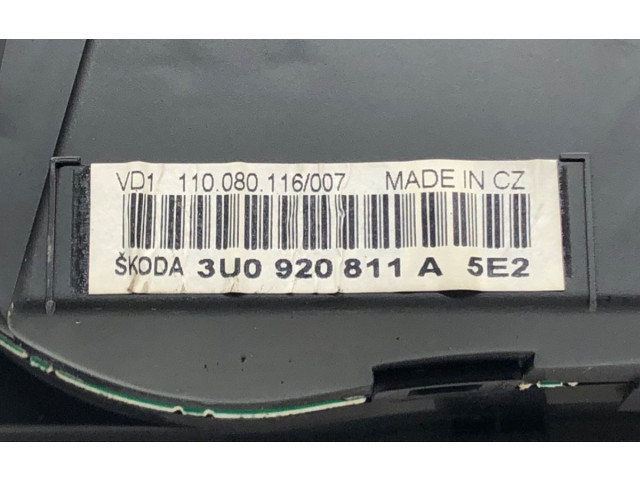 VD1 110.080.116/007 MADE IN CZ
ŠKODA 3U0 920 811 A 5E2